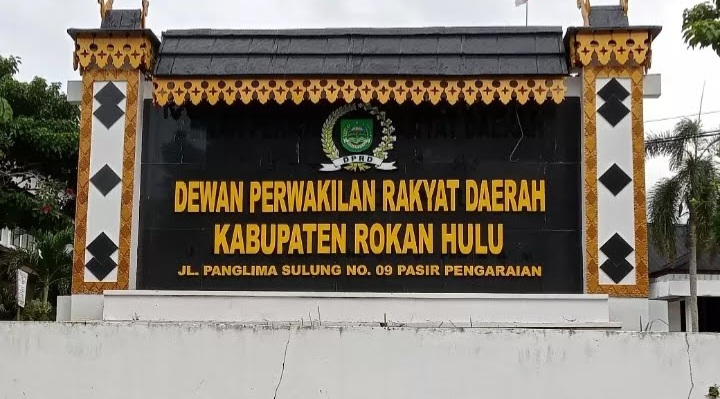 DPRD
DEWAN PERWAKILAN RAKYAT DAERAH
KABUPATEN ROKAN HULU
JL. PANGLIMA SULUNG NO. 09 PASIR PENGARAIAN